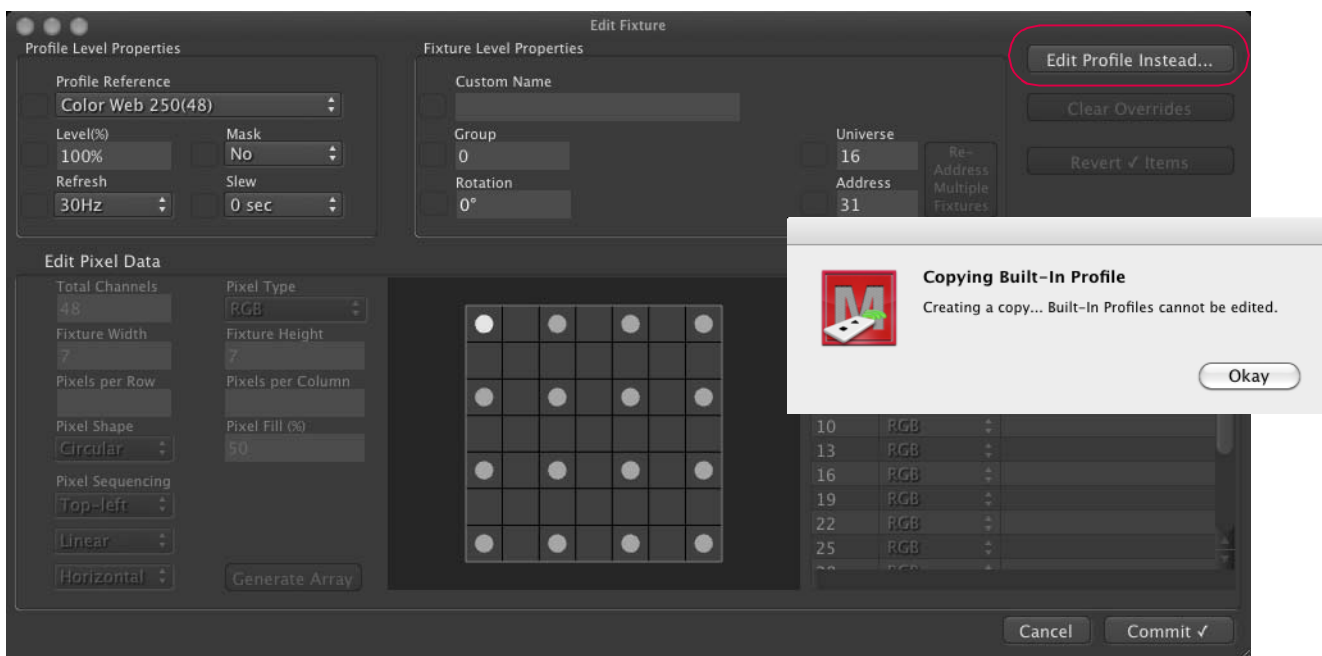 Edit Fixture
Profile Level Properties
Profile Reference
Color Web 250(48)
Level(%)
Mask
100%
No
Refresh
Slew
30Hz
0 sec
Fixture Level Properties
Custom Name
Group
0
Rotation
0°
Universe
16
Address
31
Re-
Address
Multiple
Fixtures
Edit Profile Instead...
Clear Overrides
Revert ✓ Items
Edit Pixel Data
Total Channels
Pixel Type
48
RGB
Fixture Width
Fixture Height
7
7
Pixels per Row
Pixels per Column
Pixel Shape
Pixel Fill (%)
Circular
50
Pixel Sequencing
Top-left
Linear
Horizontal
Generate Array
M
Copying Built-In Profile
Creating a copy... Built-In Profiles cannot be edited.
Okay
10 RGB
13 RGB
16 RGB
19 RGB
22 RGB
25 RGB
Cancel
Commit ✓